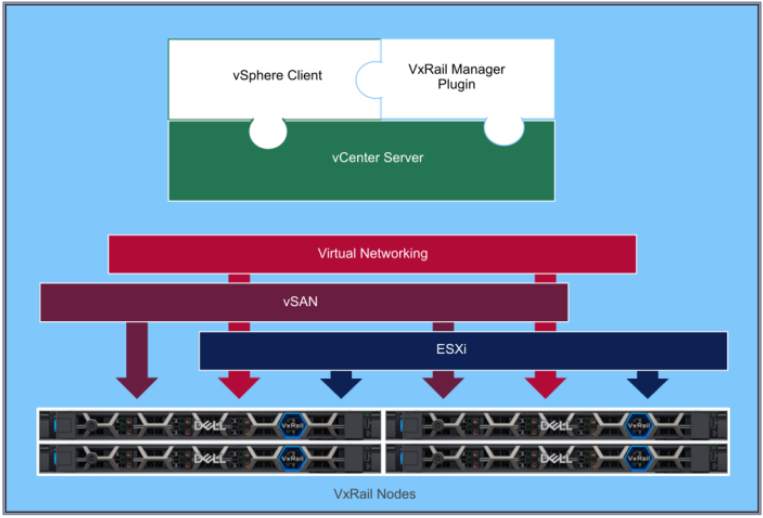 vSphere Client
VxRail Manager
Plugin
vCenter Server
Virtual Networking
vSAN
ESXi
DELL VxRail DELL VxRail
DELL VxRail DELL VxRail
VxRail Nodes